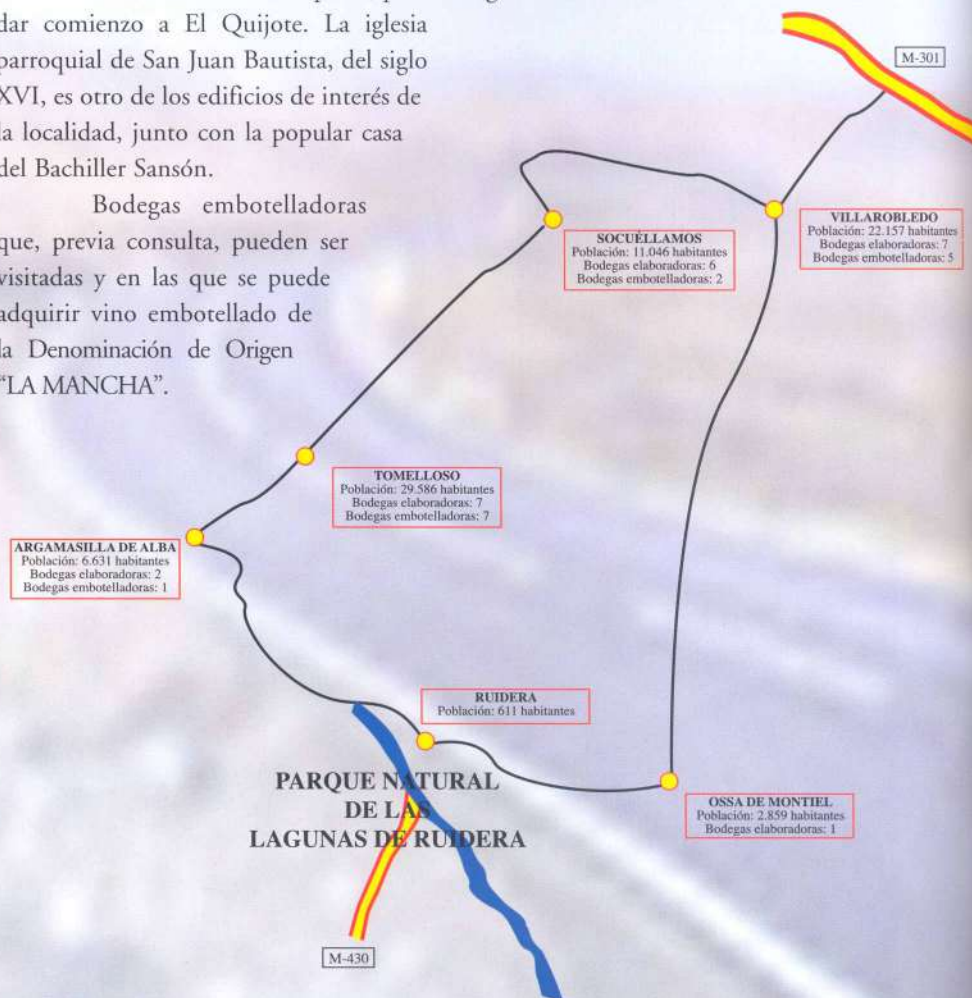 dar comienzo a El Quijote. La iglesia
parroquial de San Juan Bautista, del siglo
XVI, es otro de los edificios de interés de
la localidad, junto con la popular casa
del Bachiller Sansón.
Bodegas embotelladoras
que, previa consulta, pueden ser
visitadas y en las que se puede
adquirir vino embotellado de
la Denominación de Origen
“LA MANCHA”.
M-301
VILLAROBLEDO
Población: 22.157 habitantes
Bodegas elaboradoras: 7
Bodegas embotelladoras: 5
SOCUÉLLAMOS
Población: 11.046 habitantes
Bodegas elaboradoras: 6
Bodegas embotelladoras: 2
TOMELLOSO
Población: 29.586 habitantes
Bodegas elaboradoras: 7
Bodegas embotelladoras: 7
ARGAMASILLA DE ALBA
Población: 6.631 habitantes
Bodegas elaboradoras: 2
Bodegas embotelladoras: 1
RUIDERA
Población: 611 habitantes
PARQUE NATURAL
DE LAS
LAGUNAS DE RUIDERA
OSSA DE MONTIEL
Población: 2.859 habitantes
Bodegas elaboradoras: 1
M-430